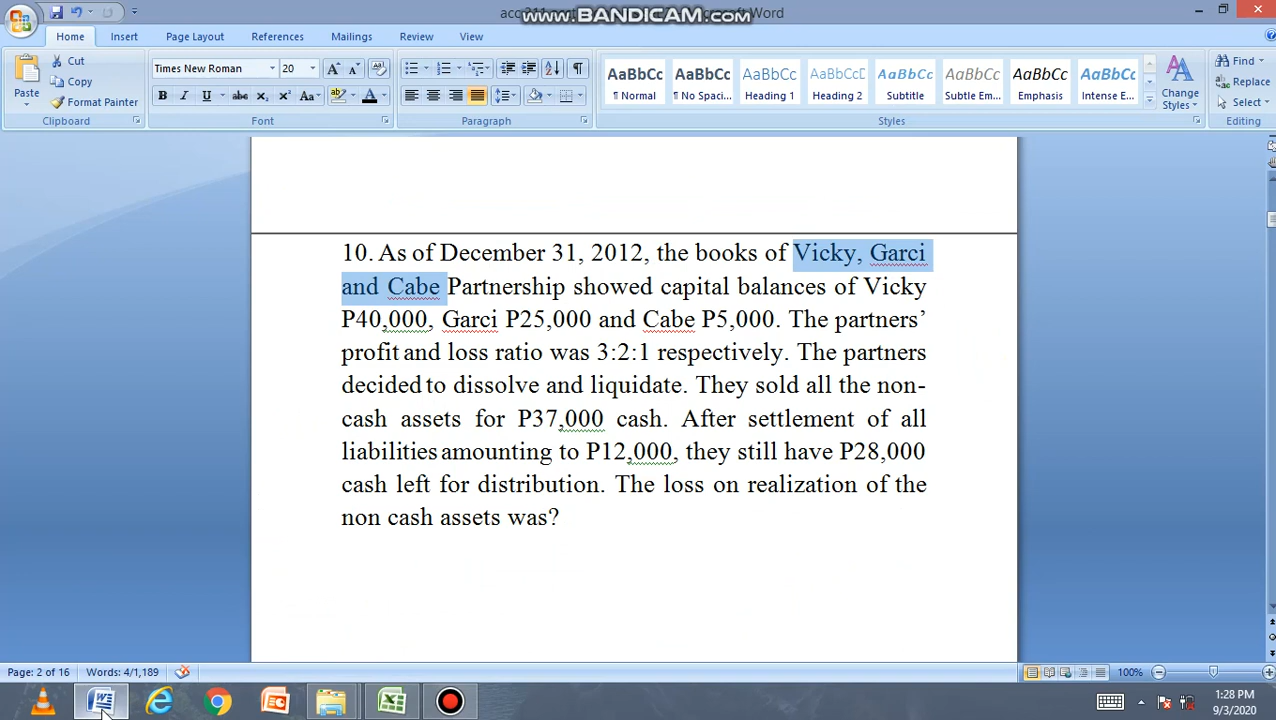 acc
Word
www.BANDICAM.com
Home Insert Page Layout References Mailings Review View
Cut
Copy
Format Painter
Paste
Clipboard
Times New Roman 20
Font
Paragraph
AaBbCc AaBbCc AaBbCc AaBbCcD AaBbCc AaBbCc AaBbCc AaBbCc
¶ Normal ¶ No Spaci... Heading 1 Heading 2 Subtitle Subtle Em... Emphasis Intense E...
Change
Styles
Styles
Find
Replace
Select
Editing
10. As of December 31, 2012, the books of Vicky, Garci
and Cabe Partnership showed capital balances of Vicky
P40,000, Garci P25,000 and Cabe P5,000. The partners’
profit and loss ratio was 3:2:1 respectively. The partners
decided to dissolve and liquidate. They sold all the non-
cash assets for P37,000 cash. After settlement of all
liabilities amounting to P12,000, they still have P28,000
cash left for distribution. The loss on realization of the
non cash assets was?
Page: 2 of 16 Words: 4/1,189 100%
1:28 PM
9/3/2020